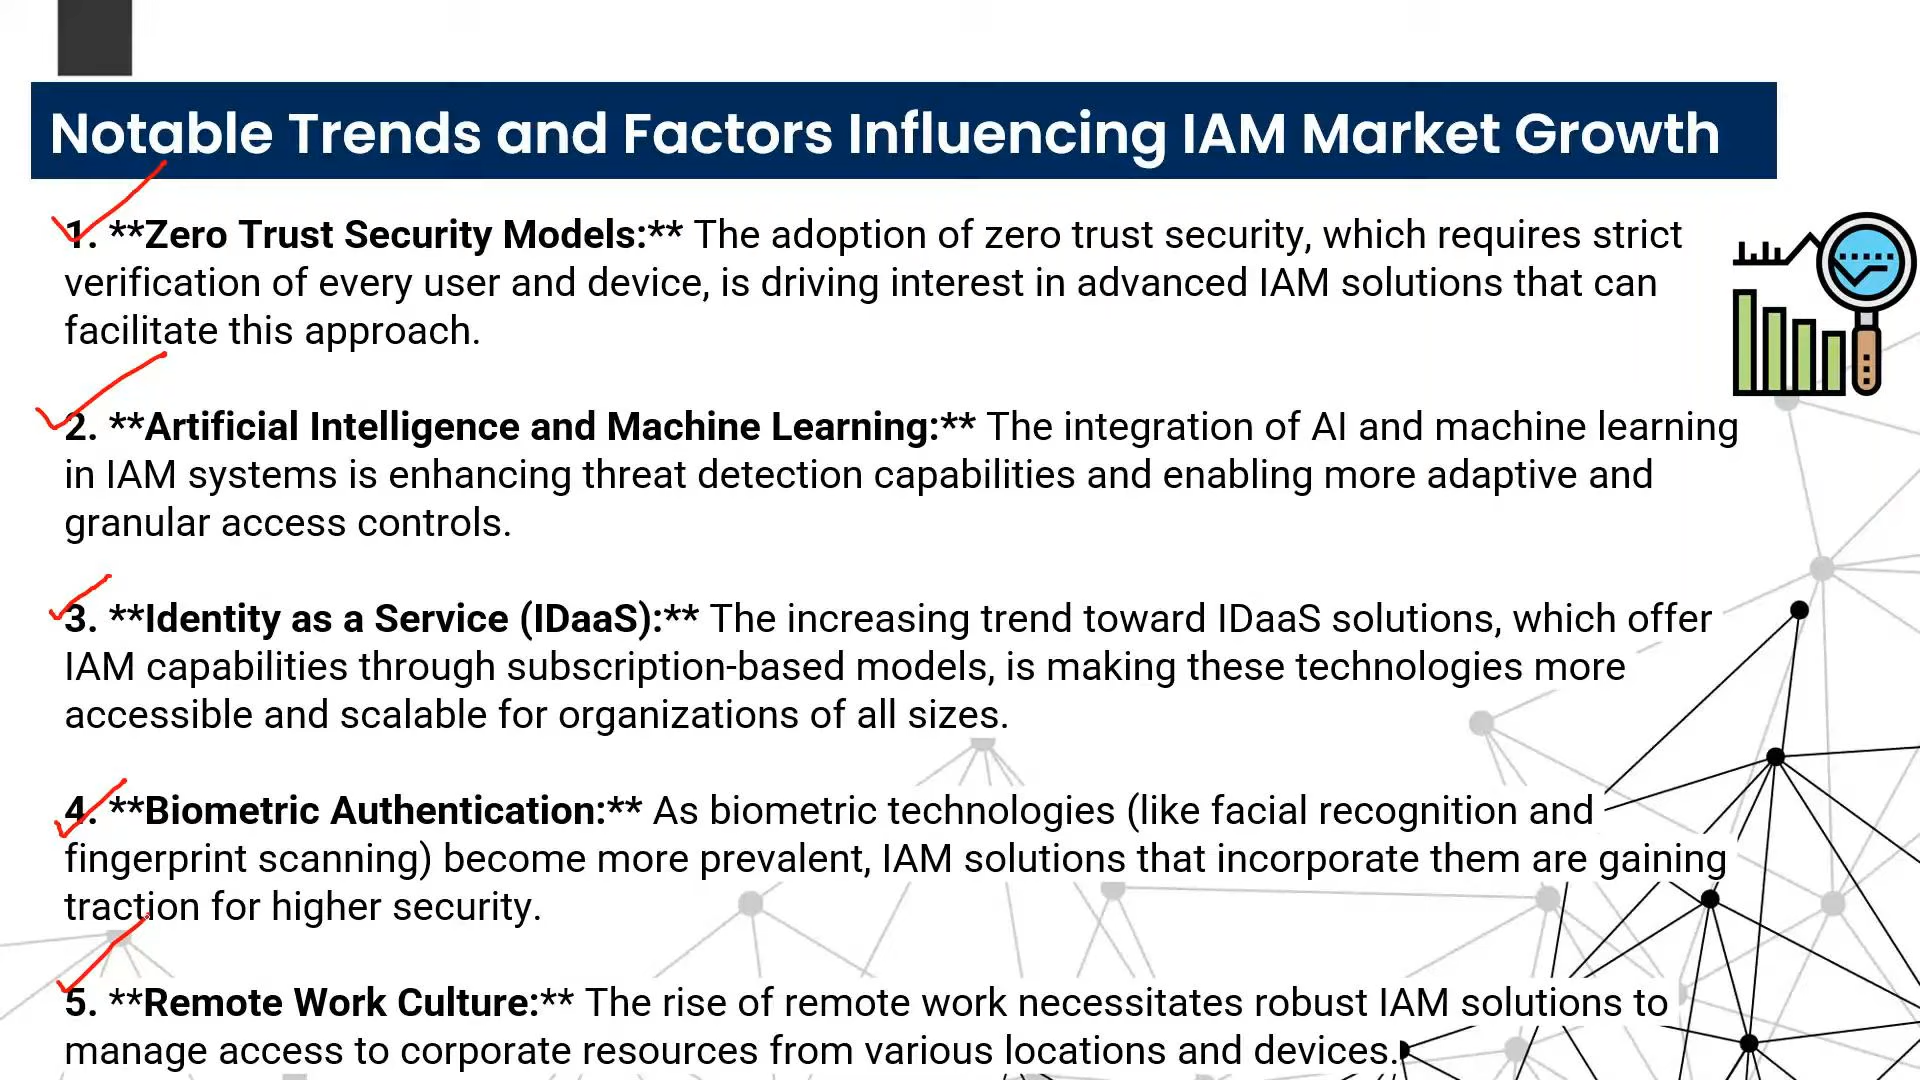 Notable Trends and Factors Influencing IAM Market Growth
1. **Zero Trust Security Models:** The adoption of zero trust security, which requires strict
verification of every user and device, is driving interest in advanced IAM solutions that can
facilitate this approach.
2. **Artificial Intelligence and Machine Learning:** The integration of AI and machine learning
in IAM systems is enhancing threat detection capabilities and enabling more adaptive and
granular access controls.
3. **Identity as a Service (IDaaS):** The increasing trend toward IDaaS solutions, which offer
IAM capabilities through subscription-based models, is making these technologies more
accessible and scalable for organizations of all sizes.
4. **Biometric Authentication:** As biometric technologies (like facial recognition and
fingerprint scanning) become more prevalent, IAM solutions that incorporate them are gaining
traction for higher security.
5. **Remote Work Culture:** The rise of remote work necessitates robust IAM solutions to
manage access to corporate resources from various locations and devices.